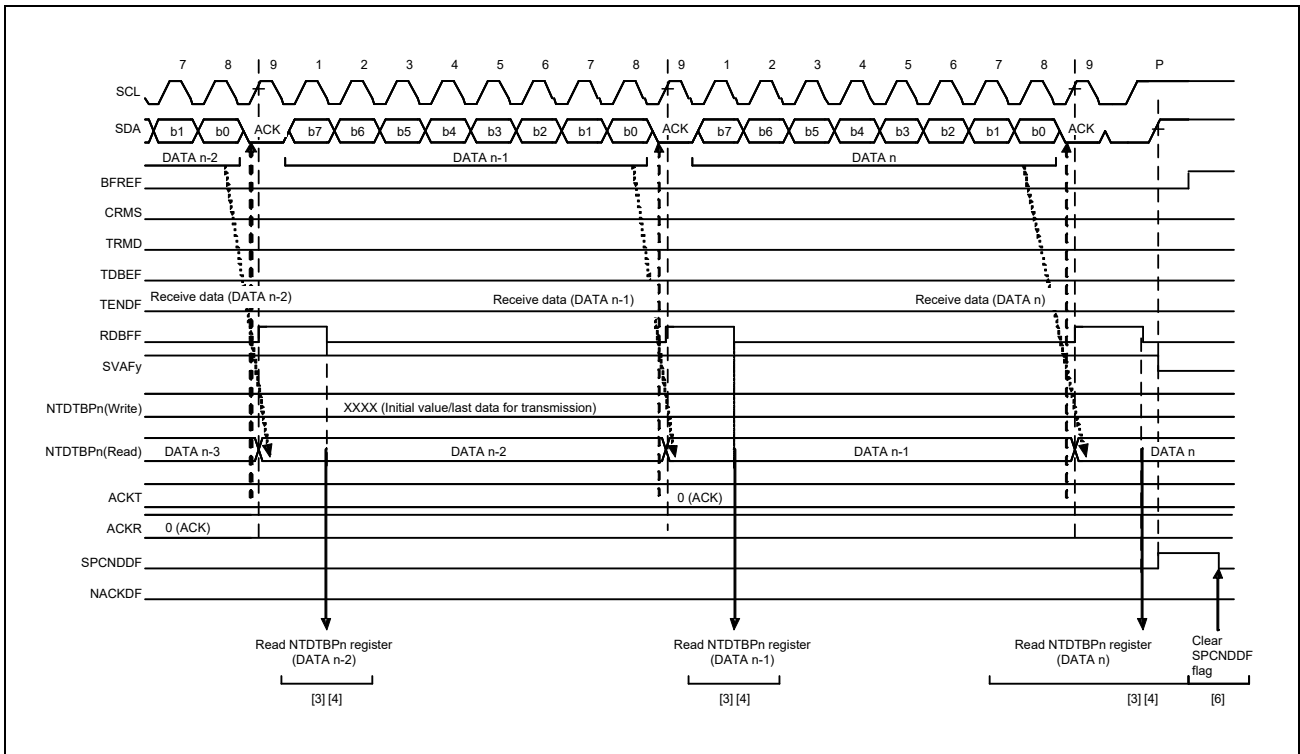 7 8 9 1 2 3 4 5 6 7 8 9 1 2 3 4 5 6 7 8 9 P
SCL
SDA b1 b0 ACK b7 b6 b5 b4 b3 b2 b1 b0 ACK b7 b6 b5 b4 b3 b2 b1 b0 ACK
DATA n-2 DATA n-1 DATA n
BFREF
CRMS
TRMD
TDBEF
Receive data (DATA n-2) Receive data (DATA n-1) Receive data (DATA n)
TENDF
RDBFF
SVAFy
NTDTBPn(Write) XXXX (Initial value/last data for transmission)
NTDTBPn(Read) DATA n-3 DATA n-2 DATA n-1 DATA n
ACKT 0 (ACK)
ACKR 0 (ACK)
SPCNDDF
NACKDF
Read NTDTBPn register
(DATA n-2)
Read NTDTBPn register
(DATA n-1)
Read NTDTBPn register
(DATA n)
Clear
SPCNDDF
flag
[3] [4] [3] [4] [3] [4] [6]